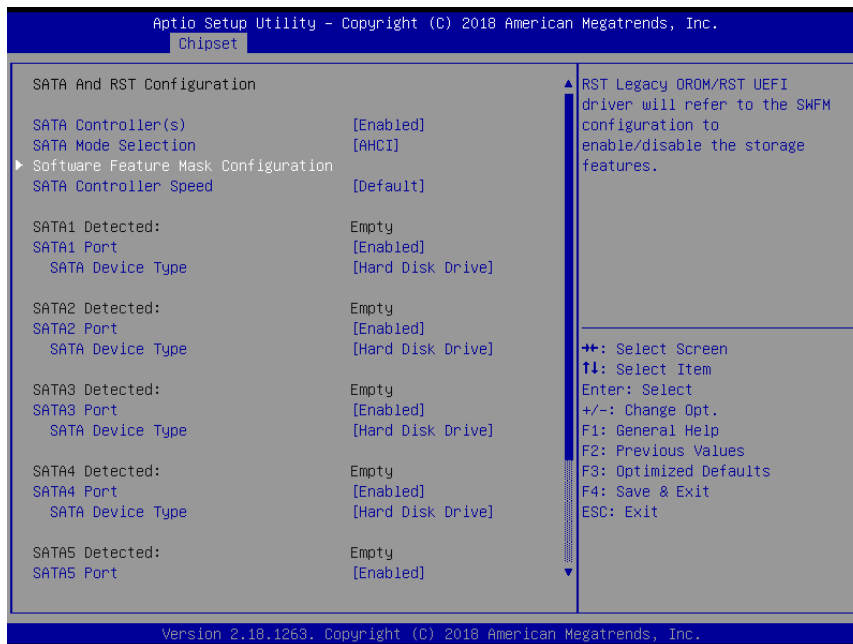 Aptio Setup Utility – Copyright (C) 2018 American Megatrends, Inc.
Chipset
SATA And RST Configuration
SATA Controller(s) [Enabled]
SATA Mode Selection [AHCI]
Software Feature Mask Configuration
SATA Controller Speed [Default]
SATA1 Detected: Empty
SATA1 Port [Enabled]
SATA Device Type [Hard Disk Drive]
SATA2 Detected: Empty
SATA2 Port [Enabled]
SATA Device Type [Hard Disk Drive]
SATA3 Detected: Empty
SATA3 Port [Enabled]
SATA Device Type [Hard Disk Drive]
SATA4 Detected: Empty
SATA4 Port [Enabled]
SATA Device Type [Hard Disk Drive]
SATA5 Detected: Empty
SATA5 Port [Enabled]
RST Legacy OROM/RST UEFI
driver will refer to the SWFM
configuration to
enable/disable the storage
features.
→←: Select Screen
↑↓: Select Item
Enter: Select
+/-: Change Opt.
F1: General Help
F2: Previous Values
F3: Optimized Defaults
F4: Save & Exit
ESC: Exit
Version 2.18.1263. Copyright (C) 2018 American Megatrends, Inc.